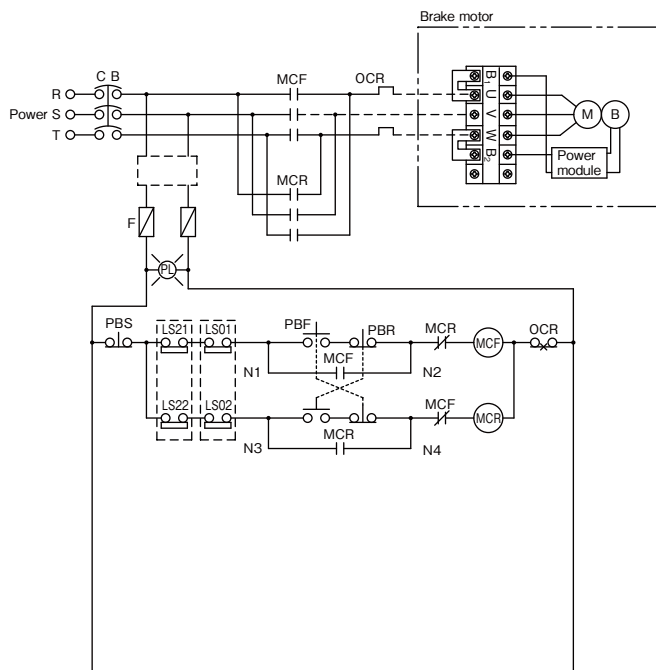 Brake motor
C B
MCF
OCR
R
Power S
T
B1
U
V
W
B2
M
B
Power
module
MCR
F
PL
PBS
LS21
LS01
PBF
PBR
MCR
MCF
OCR
MCF
N1
N2
LS22
LS02
MCF
MCR
MCR
N3
N4